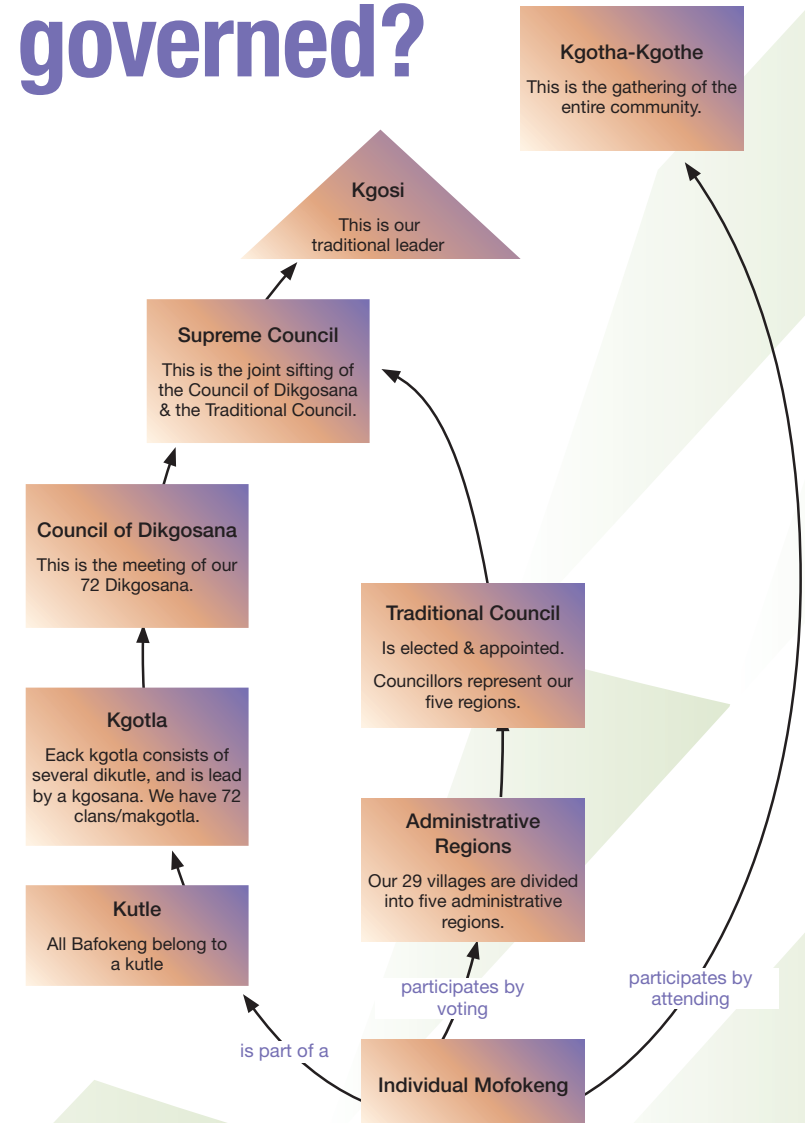 governed?
Kgotha-Kgothe
This is the gathering of the
entire community.
Kgosi
This is our
traditional leader
Supreme Council
This is the joint sifting of
the Council of Dikgosana
& the Traditional Council.
Council of Dikgosana
This is the meeting of our
72 Dikgosana.
Traditional Council
Is elected & appointed.
Councillors represent our
five regions.
Kgotla
Eack kgotla consists of
several dikutle, and is lead
by a kgosana. We have 72
clans/makgotla.
Administrative
Regions
Our 29 villages are divided
into five administrative
regions.
Kutle
All Bafokeng belong to
a kutle
participates by
voting
participates by
attending
is part of a
Individual Mofokeng